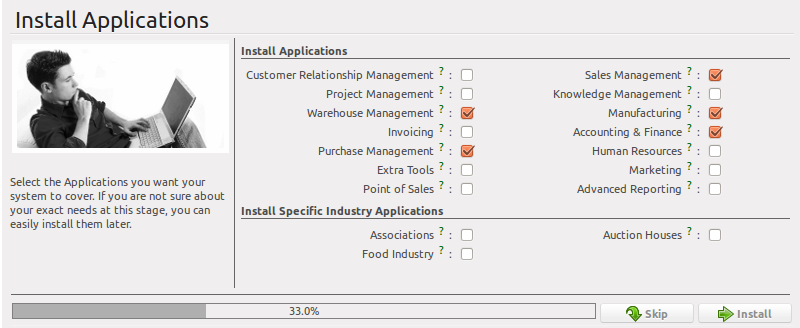 Install Applications
Install Applications
Customer Relationship Management ? : Sales Management ? :
Project Management ? : Knowledge Management ? :
Warehouse Management ? : Manufacturing ? :
Invoicing ? : Accounting & Finance ? :
Purchase Management ? : Human Resources ? :
Extra Tools ? : Marketing ? :
Point of Sales ? : Advanced Reporting ? :
Select the Applications you want your
system to cover. If you are not sure about
your exact needs at this stage, you can
easily install them later.
Install Specific Industry Applications
Associations ? : Auction Houses ? :
Food Industry ? :
33.0% Skip Install